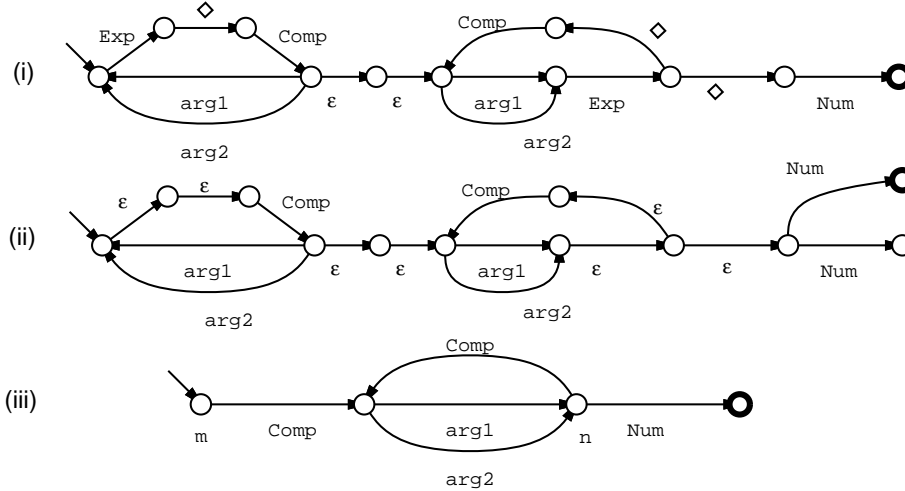 Exp ◇ Comp Comp ◇
(i)
arg1 ε ε arg1 Exp ◇ Num
arg2 arg2
ε ε Comp Comp ε Num
(ii)
arg1 ε ε arg1 ε ε Num
arg2 arg2
Comp
(iii)
m Comp arg1 n Num
arg2